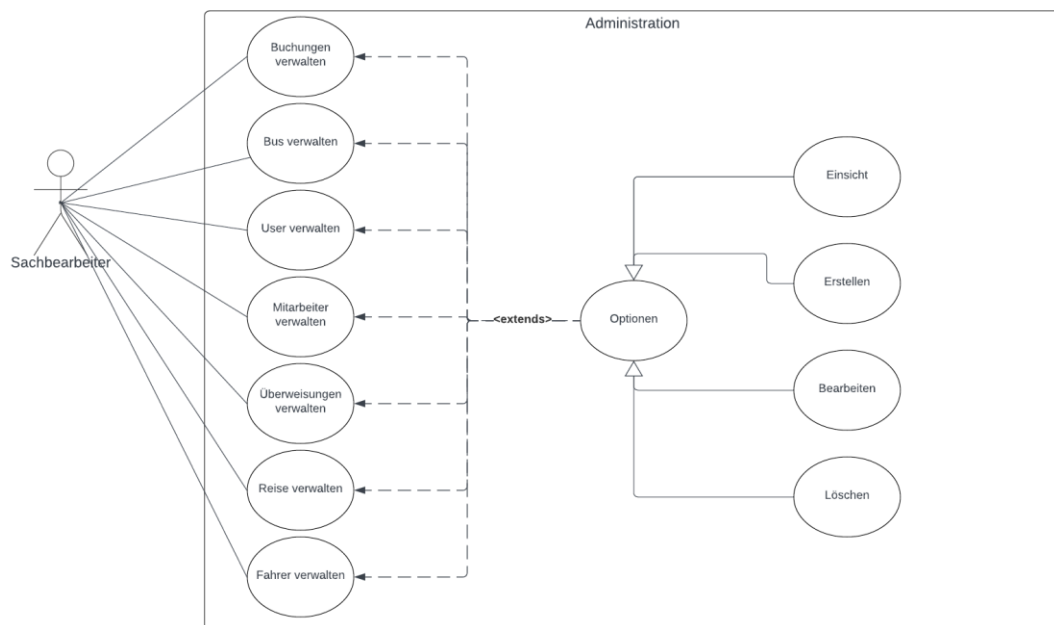 Administration
Buchungen
verwalten
Bus verwalten
Einsicht
User verwalten
Sachbearbeiter
Erstellen
Mitarbeiter
verwalten
<extends>
Optionen
Überweisungen
verwalten
Bearbeiten
Reise verwalten
Löschen
Fahrer verwalten